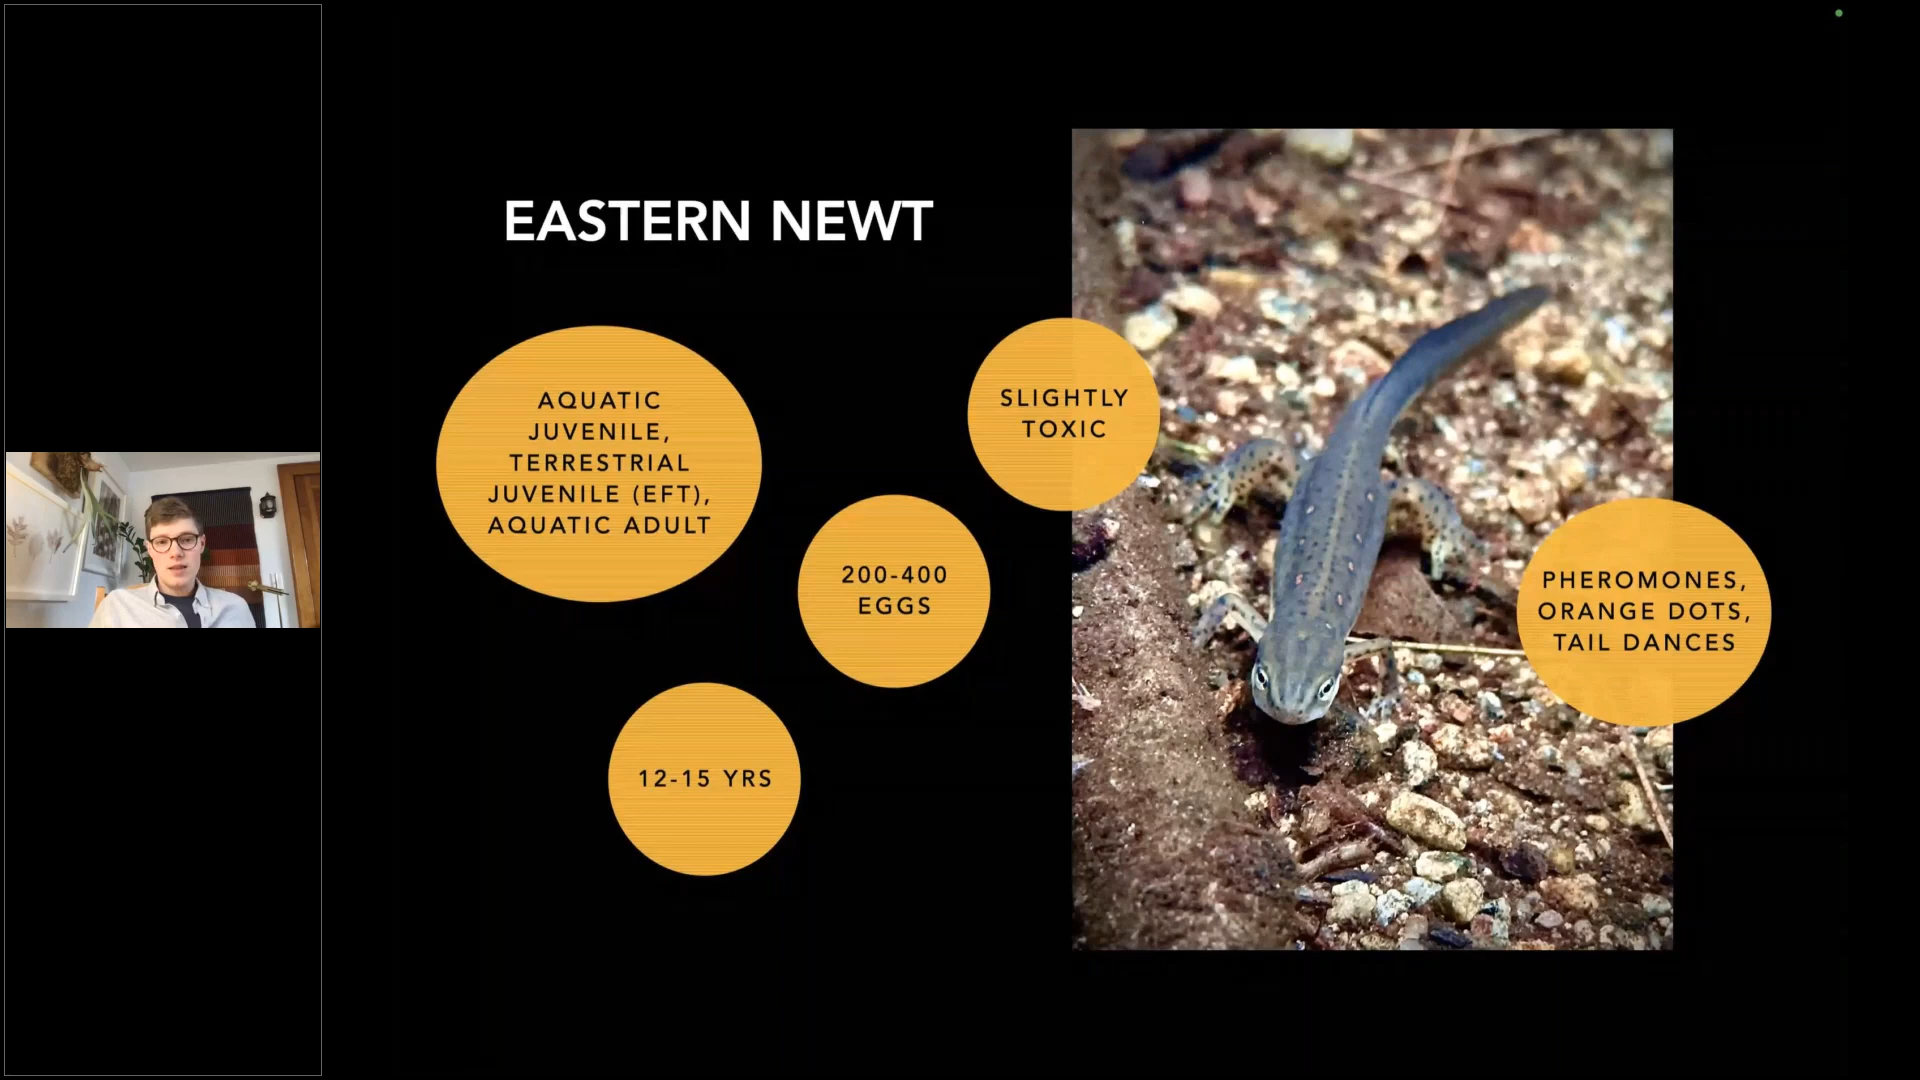 EASTERN NEWT
AQUATIC
JUVENILE,
TERRESTRIAL
JUVENILE (EFT),
AQUATIC ADULT
SLIGHTLY
TOXIC
200-400
EGGS
PHEROMONES,
ORANGE DOTS,
TAIL DANCES
12-15 YRS